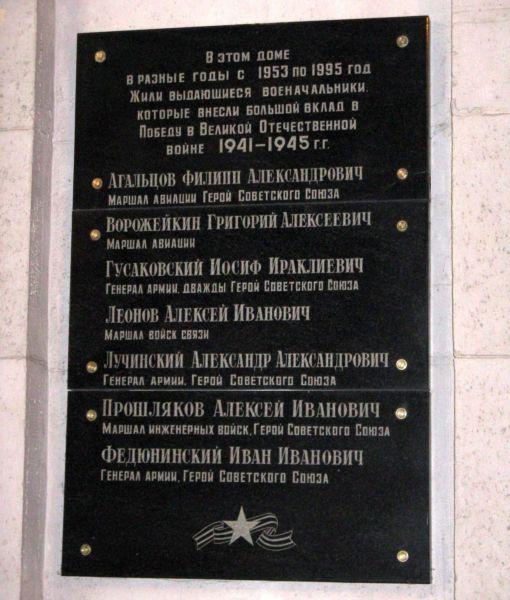 В этом доме
в разные годы с 1953 по 1995 год
жили выдающиеся военачальники,
которые внесли большой вклад в
Победу в Великой Отечественной
войне 1941–1945 г.г.
Агальцов Филипп Александрович
Маршал авиации Герой Советского Союза
Ворожейкин Григорий Алексеевич
Маршал авиации
Гусаковский Иосиф Ираклиевич
Генерал армии, дважды Герой Советского Союза
Леонов Алексей Иванович
Маршал войск связи
Лучинский Александр Александрович
Генерал армии, Герой Советского Союза
Прошляков Алексей Иванович
Маршал инженерных войск, Герой Советского Союза
Федюнинский Иван Иванович
Генерал армии, Герой Советского Союза